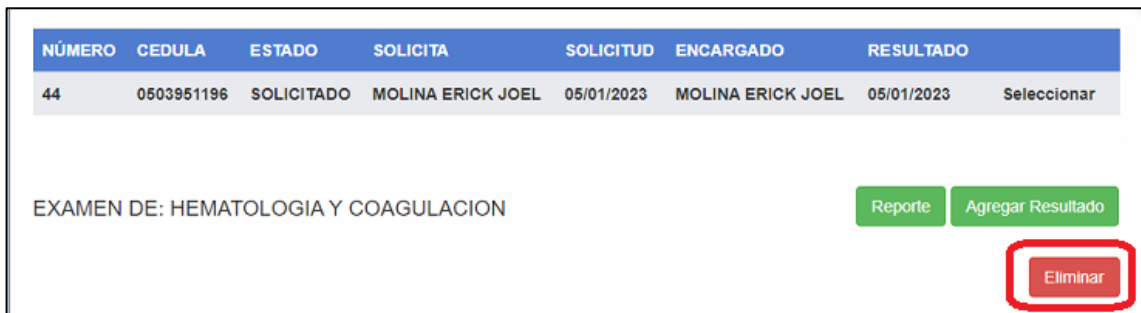 NÚMERO CEDULA ESTADO SOLICITA SOLICITUD ENCARGADO RESULTADO
44 0503951196 SOLICITADO MOLINA ERICK JOEL 05/01/2023 MOLINA ERICK JOEL 05/01/2023 Seleccionar
EXAMEN DE: HEMATOLOGIA Y COAGULACION Reporte Agregar Resultado
Eliminar